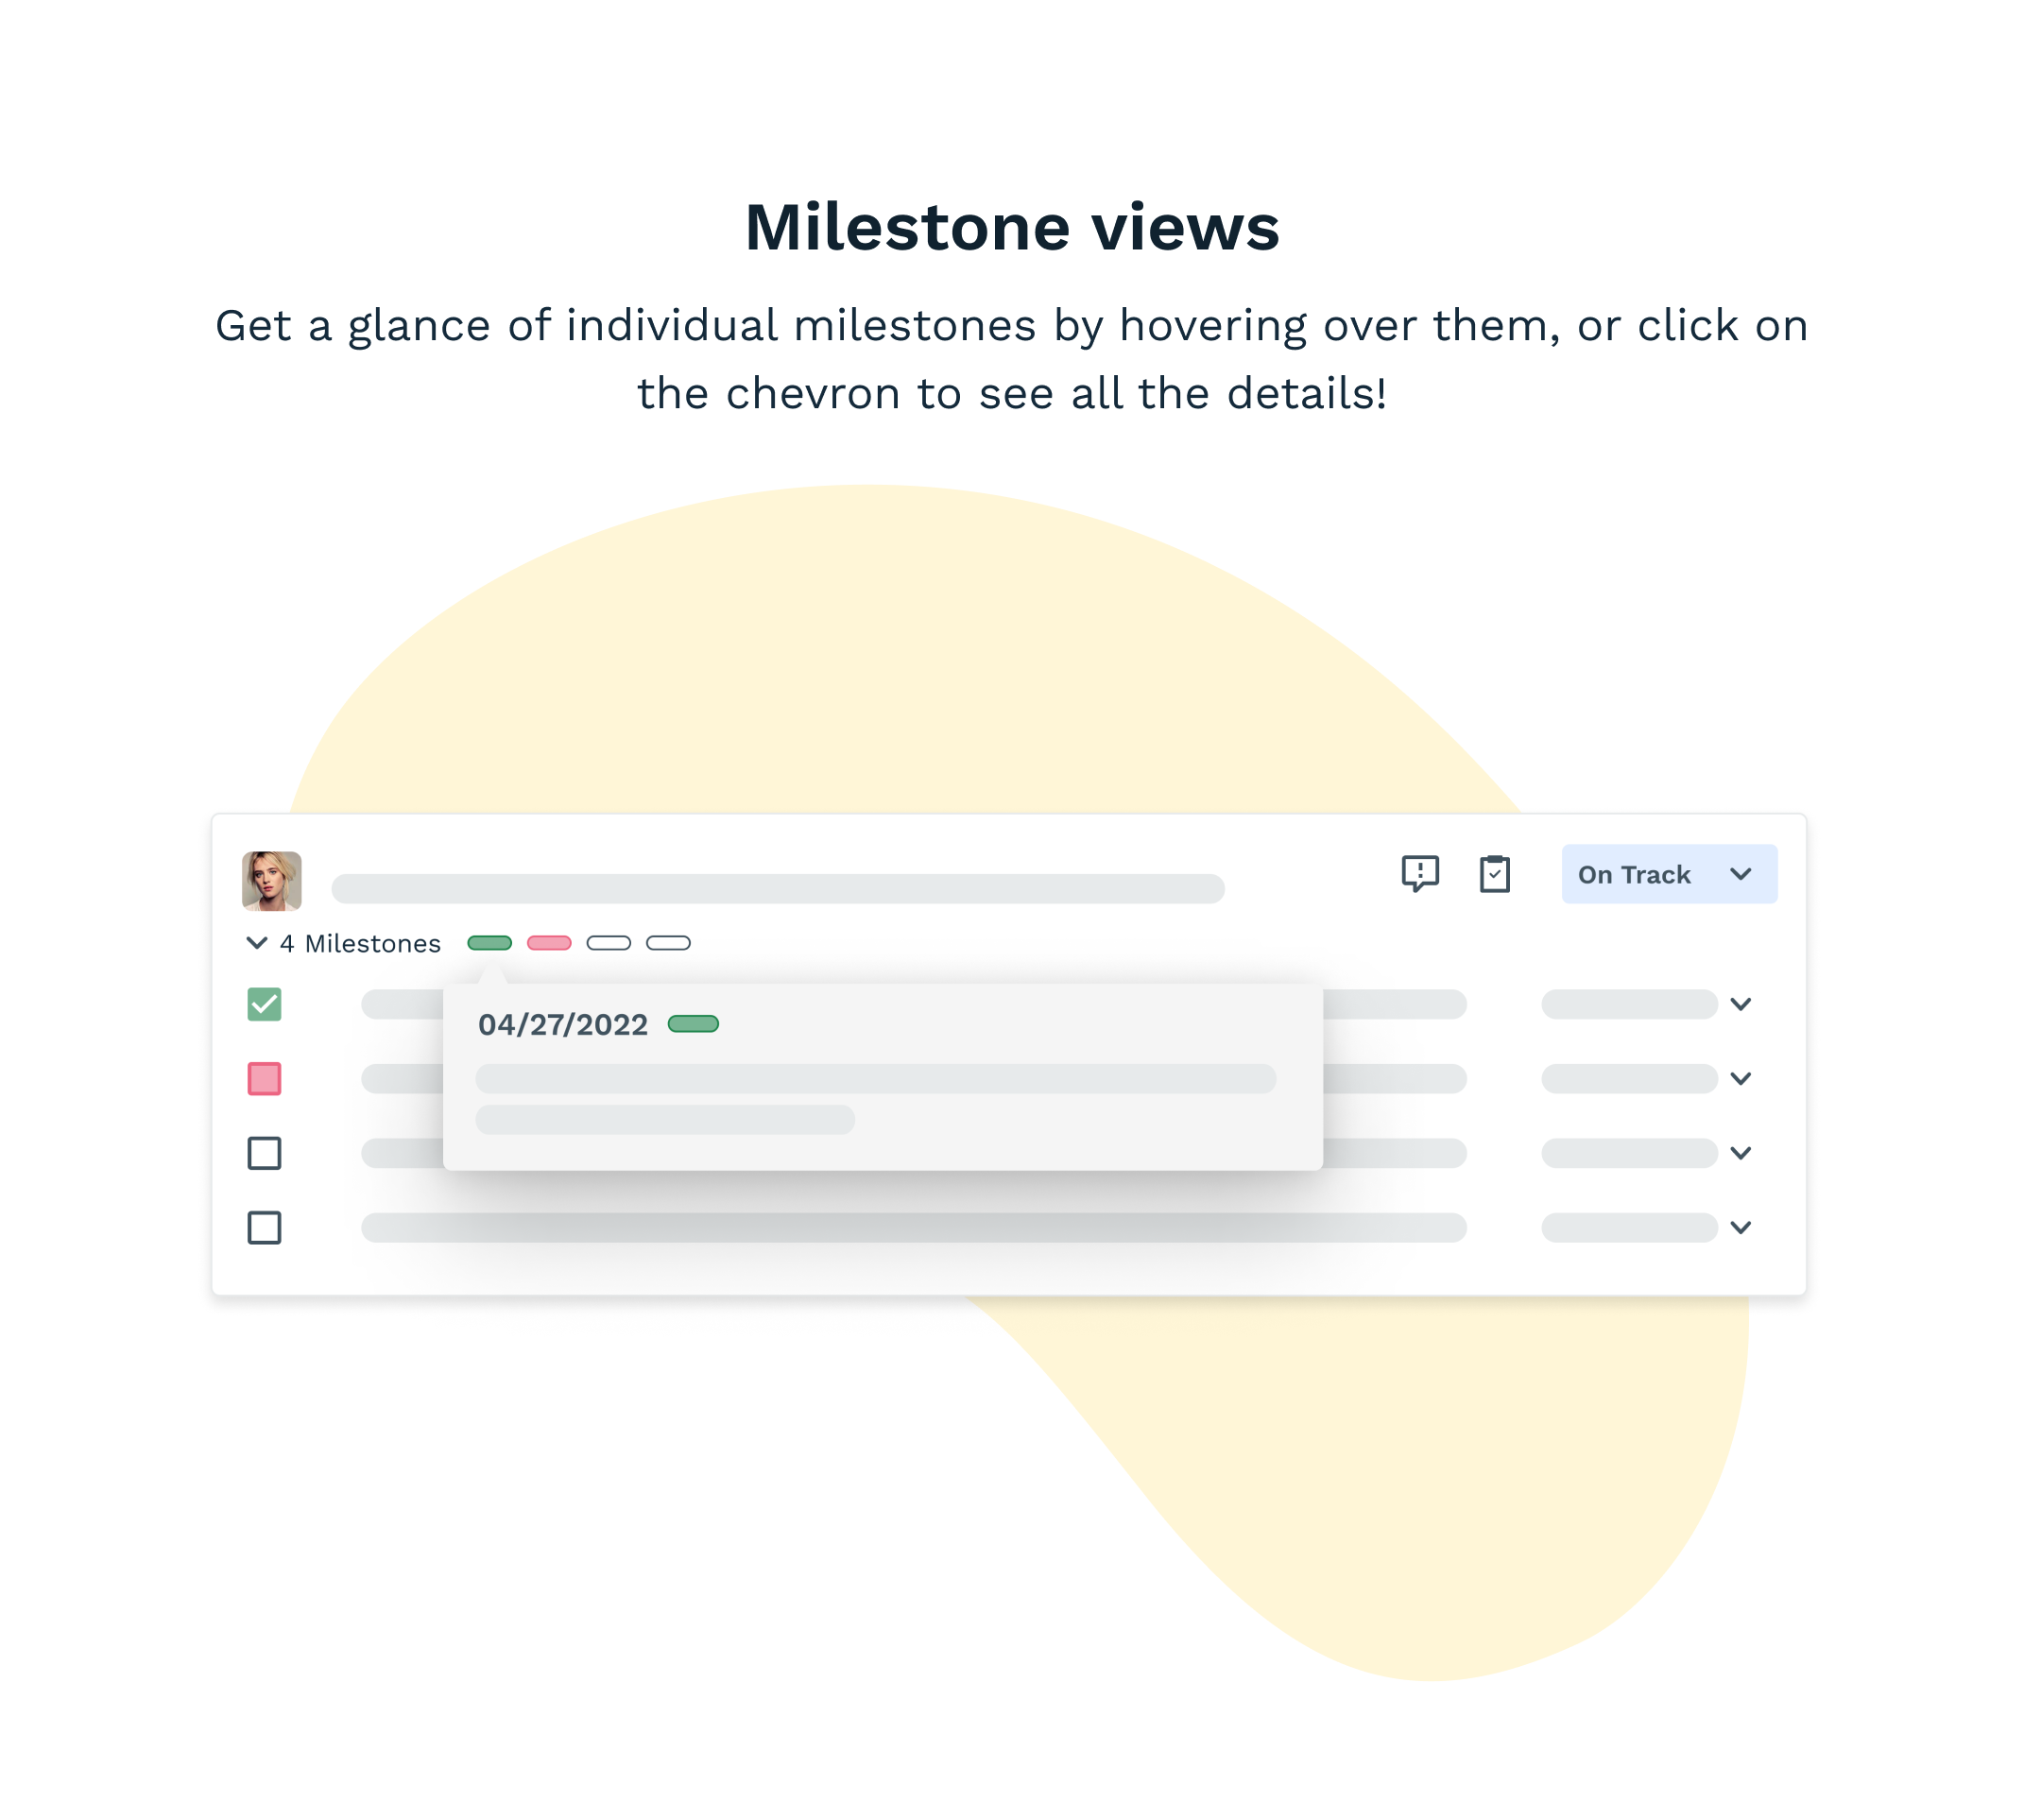 Milestone views
Get a glance of individual milestones by hovering over them, or click on
the chevron to see all the details!
On Track
4 Milestones
04/27/2022